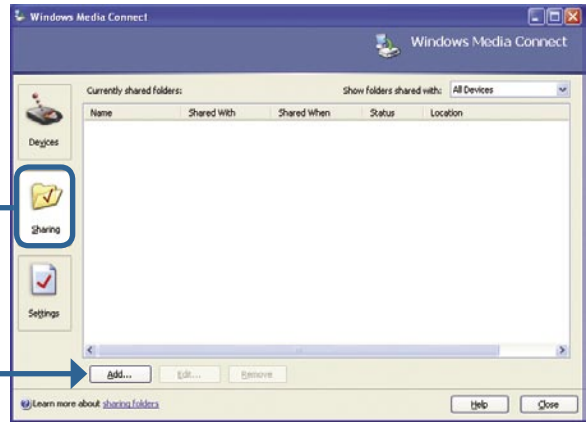 Windows Media Connect
Windows Media Connect
Currently shared folders:
Show folders shared with: All Devices
Name Shared With Shared When Status Location
Devices
Sharing
Settings
Add... Edit... Remove
Learn more about sharing folders
Help Close